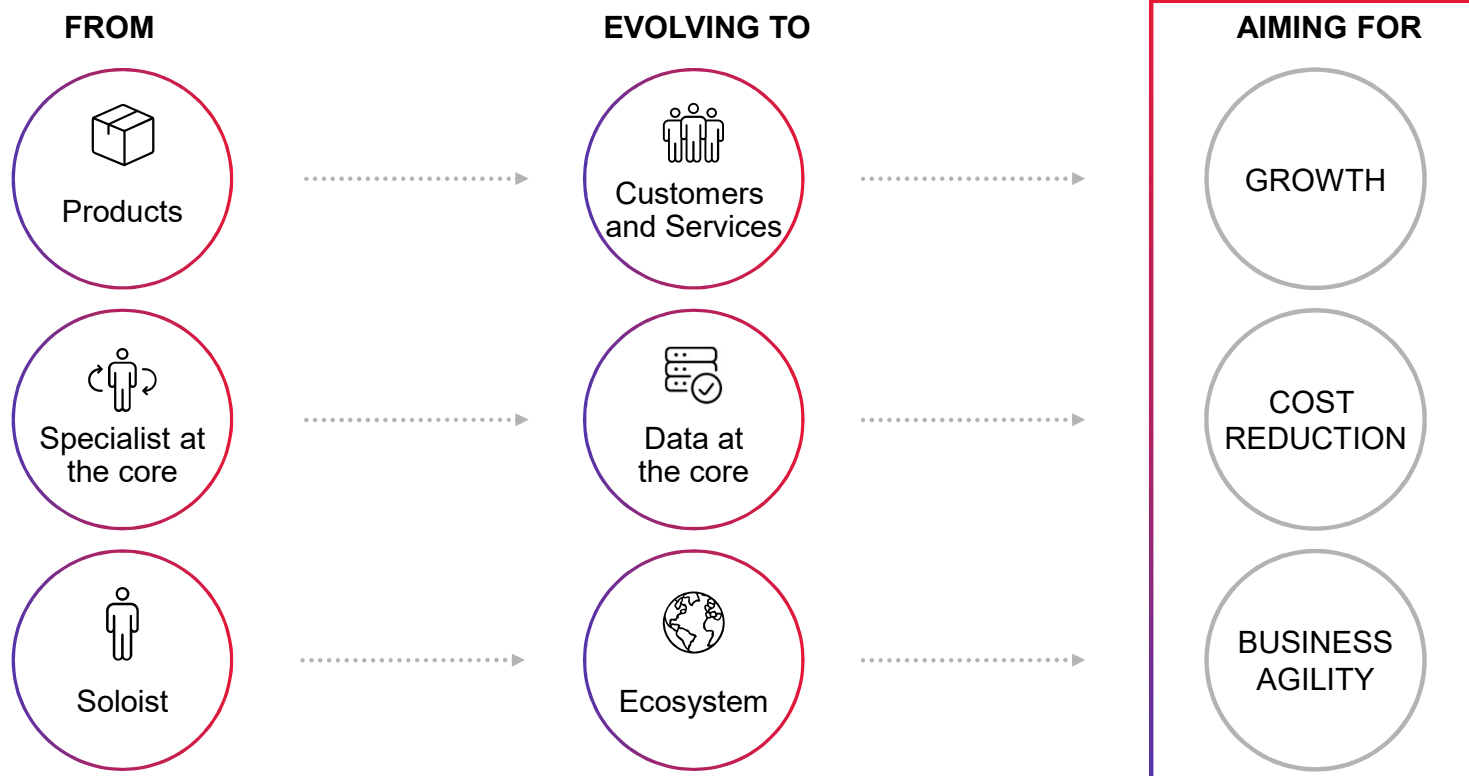 FROM
EVOLVING TO
AIMING FOR
Products
Customers
and Services
GROWTH
Specialist at
the core
Data at
the core
COST
REDUCTION
Soloist
Ecosystem
BUSINESS
AGILITY